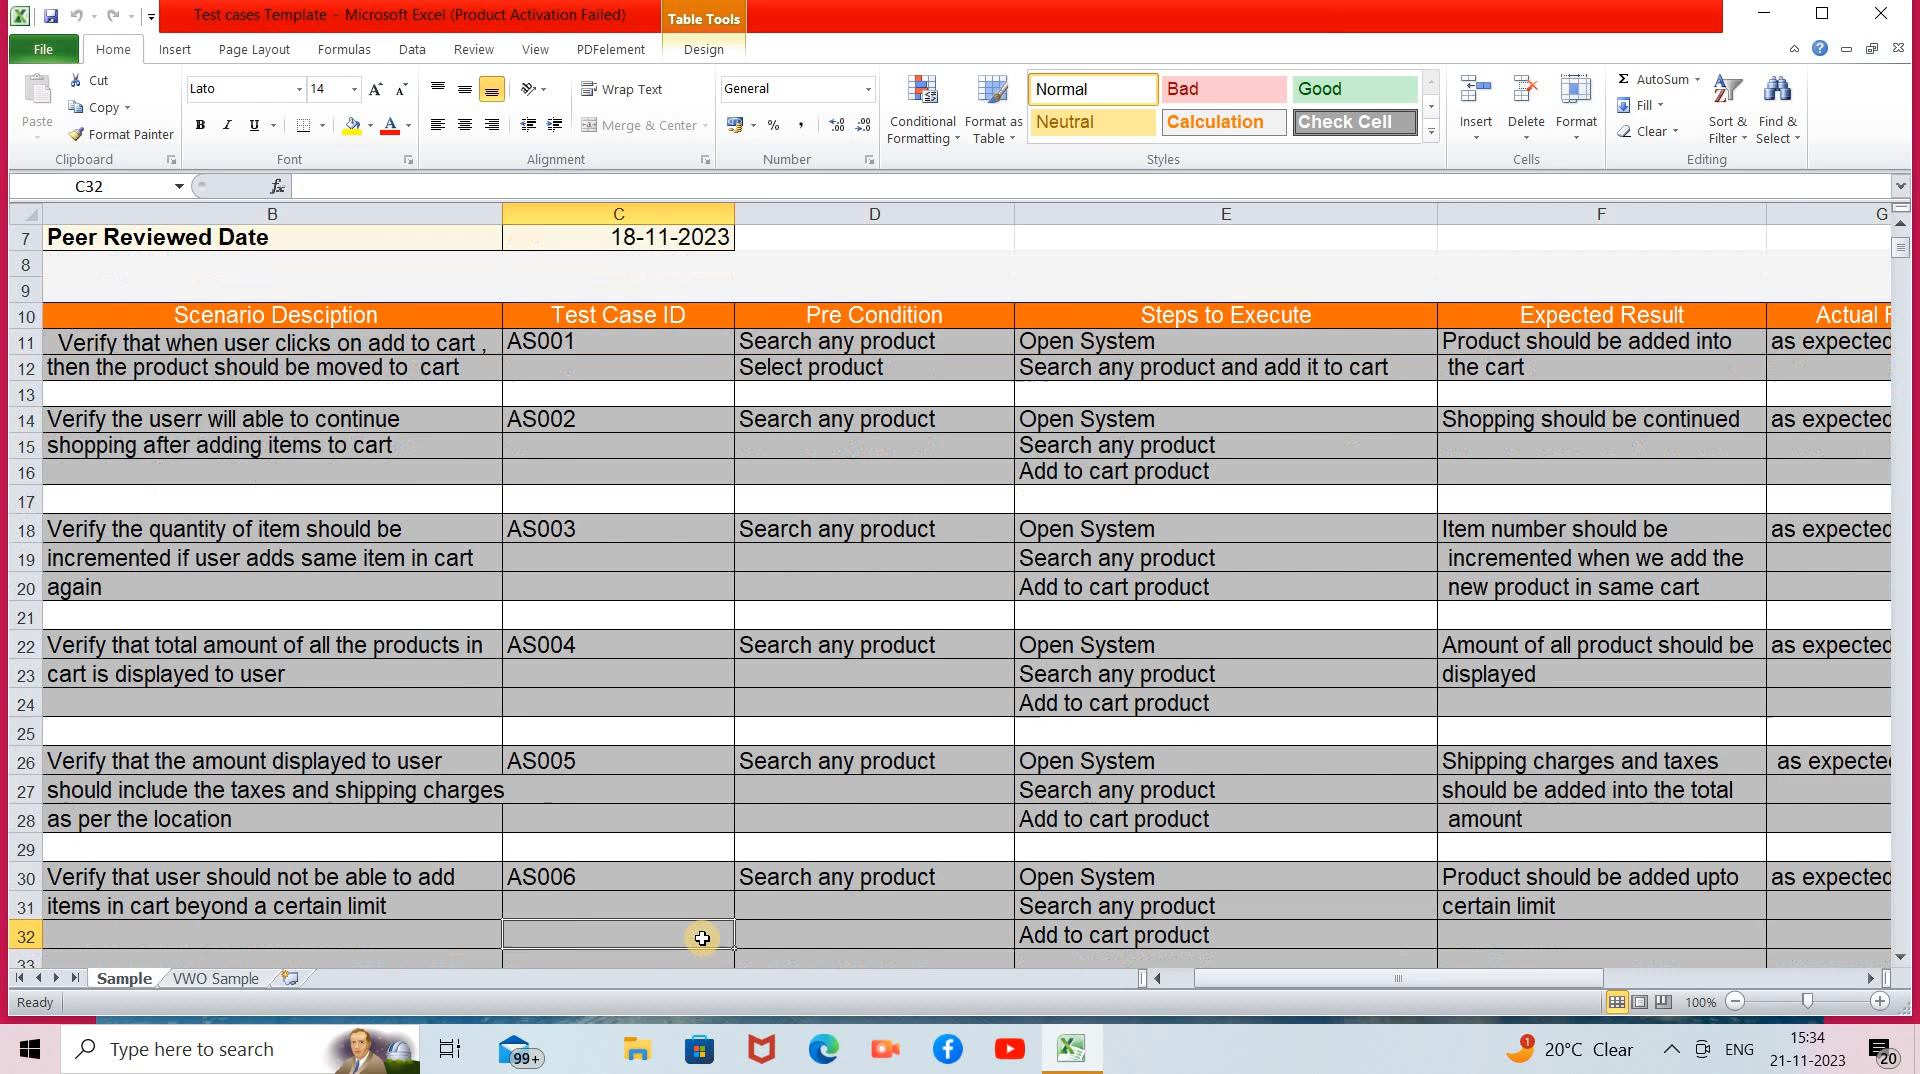 Test cases Template - Microsoft Excel (Product Activation Failed)
Table Tools
File Home Insert Page Layout Formulas Data Review View PDFelement Design
Paste
Cut
Copy
Format Painter
Clipboard
Lato 14
B I U
Font
Wrap Text
Merge & Center
Alignment
General
Number
Conditional Formatting
Format as Table
Normal Bad Good
Neutral Calculation Check Cell
Styles
Insert Delete Format
Cells
Σ AutoSum
Fill
Clear
Sort & Filter
Find & Select
Editing
C32 fx
B C D E F G
7 Peer Reviewed Date 18-11-2023
8
9
10 Scenario Desciption Test Case ID Pre Condition Steps to Execute Expected Result Actual
11 Verify that when user clicks on add to cart , AS001 Search any product Open System Product should be added into as expected
12 then the product should be moved to cart Select product Search any product and add it to cart the cart
13
14 Verify the userr will able to continue AS002 Search any product Open System Shopping should be continued as expected
15 shopping after adding items to cart Search any product
16 Add to cart product
17
18 Verify the quantity of item should be AS003 Search any product Open System Item number should be as expected
19 incremented if user adds same item in cart Search any product incremented when we add the
20 again Add to cart product new product in same cart
21
22 Verify that total amount of all the products in AS004 Search any product Open System Amount of all product should be as expected
23 cart is displayed to user Search any product displayed
24 Add to cart product
25
26 Verify that the amount displayed to user AS005 Search any product Open System Shipping charges and taxes as expecte
27 should include the taxes and shipping charges Search any product should be added into the total
28 as per the location Add to cart product amount
29
30 Verify that user should not be able to add AS006 Search any product Open System Product should be added upto as expected
31 items in cart beyond a certain limit Search any product certain limit
32 Add to cart product
33
Sample VWO Sample
Ready 100%
Type here to search 99+ 20°C Clear ENG 15:34
21-11-2023 20